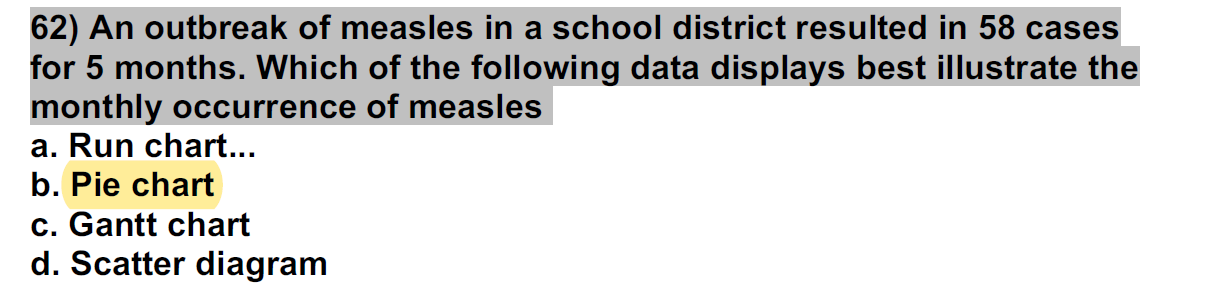 62) An outbreak of measles in a school district resulted in 58 cases
for 5 months. Which of the following data displays best illustrate the
monthly occurrence of measles
a. Run chart...
b. Pie chart
c. Gantt chart
d. Scatter diagram